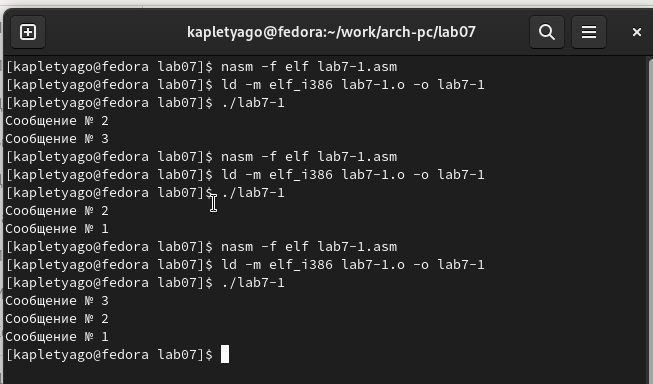 kapletyago@fedora:~/work/arch-pc/lab07
[kapletyago@fedora lab07]$ nasm -f elf lab7-1.asm
[kapletyago@fedora lab07]$ ld -m elf_i386 lab7-1.o -o lab7-1
[kapletyago@fedora lab07]$ ./lab7-1
Сообщение № 2
Сообщение № 3
[kapletyago@fedora lab07]$ nasm -f elf lab7-1.asm
[kapletyago@fedora lab07]$ ld -m elf_i386 lab7-1.o -o lab7-1
[kapletyago@fedora lab07]$ ./lab7-1
Сообщение № 2
Сообщение № 1
[kapletyago@fedora lab07]$ nasm -f elf lab7-1.asm
[kapletyago@fedora lab07]$ ld -m elf_i386 lab7-1.o -o lab7-1
[kapletyago@fedora lab07]$ ./lab7-1
Сообщение № 3
Сообщение № 2
Сообщение № 1
[kapletyago@fedora lab07]$